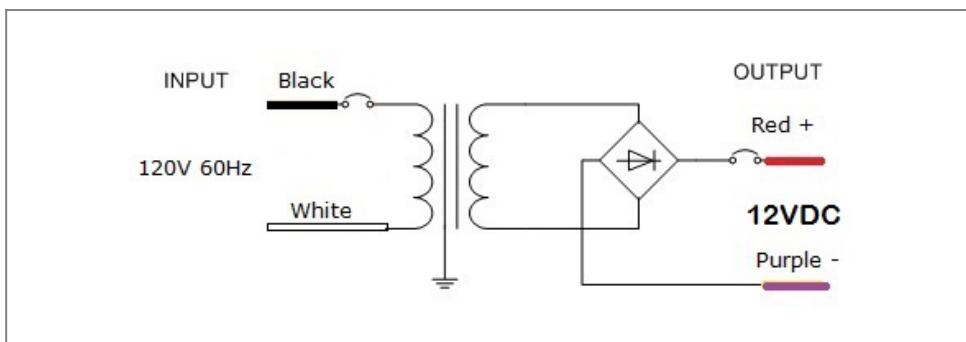 INPUT
Black
OUTPUT
Red +
120V 60Hz
White
12VDC
Purple -